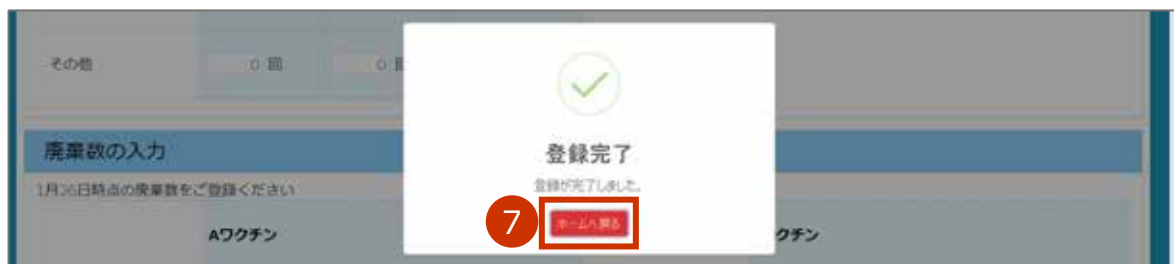 その他 0 回 0 回
登録完了
廃棄数の入力
登録が完了しました。
1月26日時点の廃棄数をご登録ください
7 ホームへ戻る
Aワクチン クチン